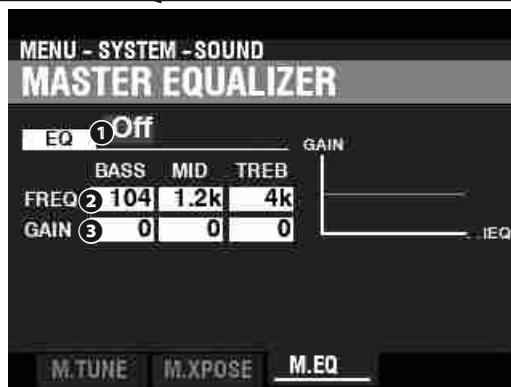 MENU - SYSTEM - SOUND
MASTER EQUALIZER
EQ ① Off
GAIN
BASS MID TREB
FREQ ② 104 1.2k 4k
GAIN ③ 0 0 0
M.TUNE M.XPOSE M.EQ